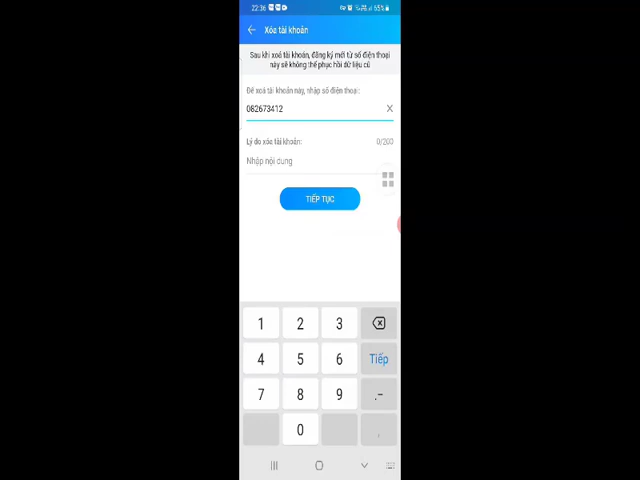 22:36
65%
Xóa tài khoản
Sau khi xoá tài khoản, đăng ký mới từ số điện thoại
này sẽ không thể phục hồi dữ liệu cũ
Để xoá tài khoản này, nhập số điện thoại:
082673412
Lý do xóa tài khoản:
0/200
Nhập nội dung
TIẾP TỤC
1 2 3
4 5 6 Tiếp
7 8 9 .-
0 ,